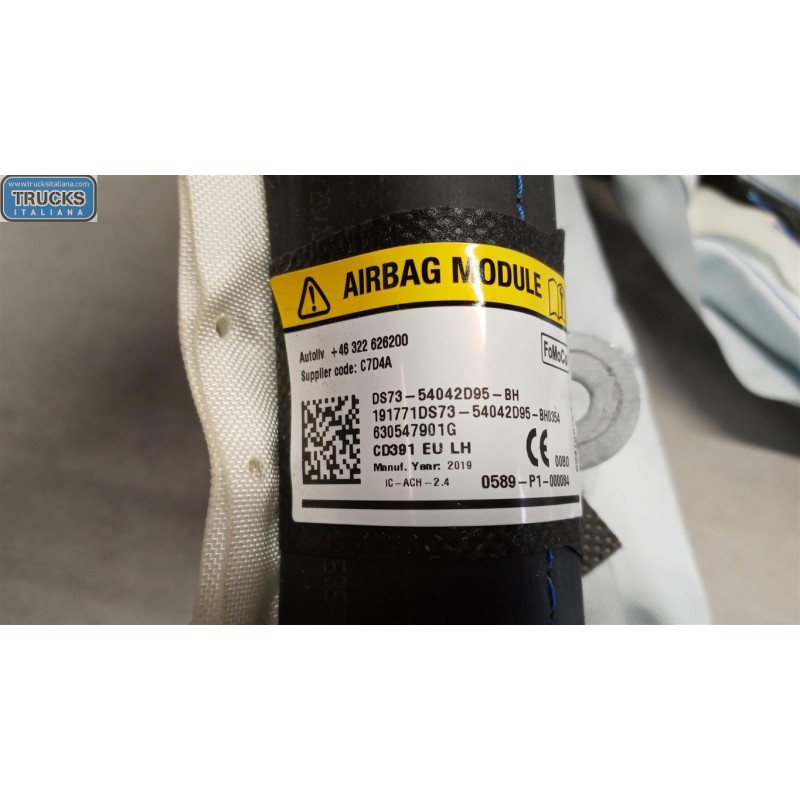 www.trucksitaliana.com
TRUCKS
ITALIANA
AIRBAG MODULE
Autoliv +46 322 626200
Supplier code: C7D4A
FoMoCo
DS73-54042D95-BH
191771DS73-54042D95-BH0354
630547901G
CD391 EU LH
CE 0080
Manuf. Year: 2019
IC-ACH-2.4
0589-P1-000084